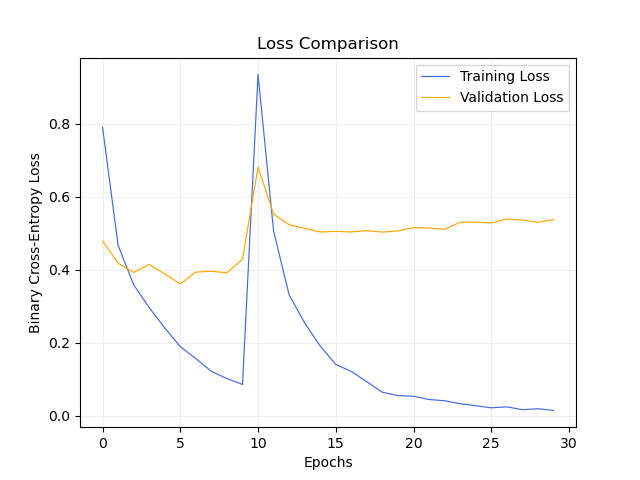 Loss Comparison
Training Loss
Validation Loss
Binary Cross-Entropy Loss
0.8
0.6
0.4
0.2
0.0
0 5 10 15 20 25 30
Epochs